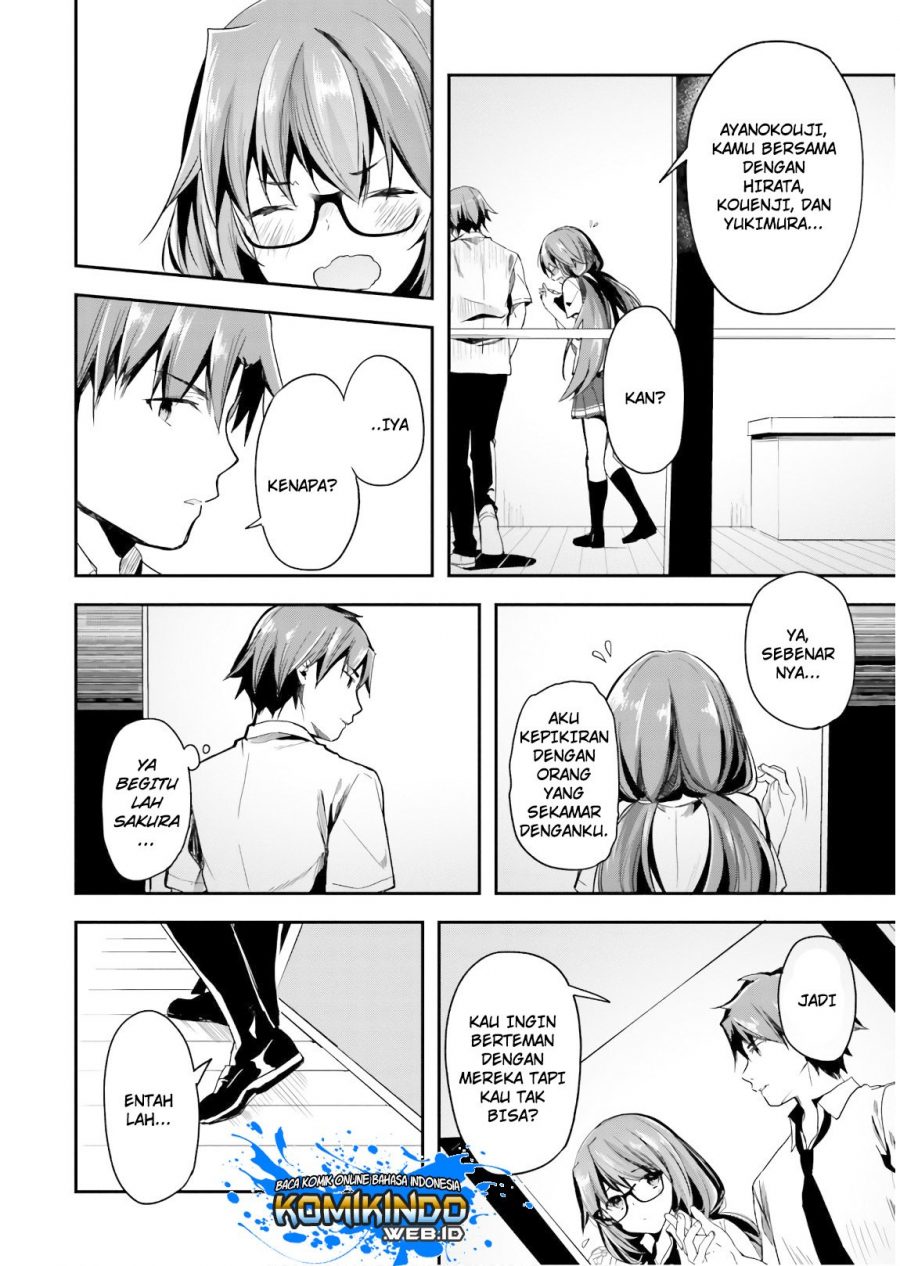 AYANOKOUJI,
KAMU BERSAMA
DENGAN
HIRATA,
KOUENJI, DAN
YUKIMURA...
KAN?
..IYA
KENAPA?
YA,
SEBENAR
NYA...
AKU
KEPIKIRAN
DENGAN
ORANG
YANG
SEKAMAR
DENGANKU.
YA
BEGITU
LAH
SAKURA
...
JADI
KAU INGIN
BERTEMAN
DENGAN
MEREKA TAPI
KAU TAK
BISA?
ENTAH
LAH...
BACA KOMIK ONLINE BAHASA INDONESIA
KOMIKINDO
WEB.ID